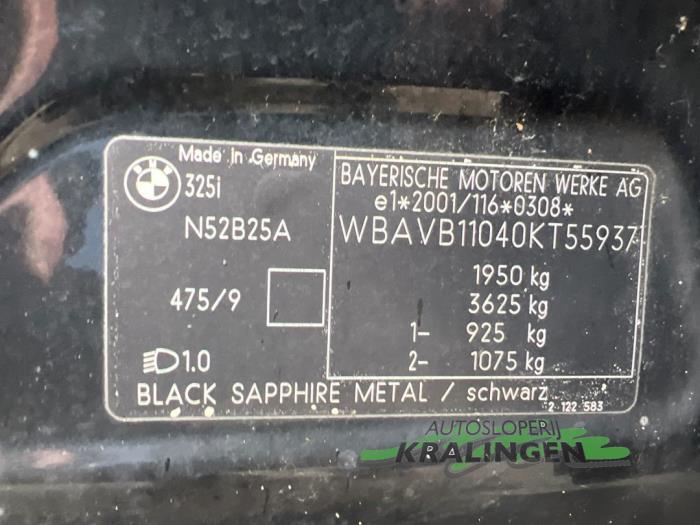 Made in Germany
325i
N52B25A
475/9
1.0
BAYERISCHE MOTOREN WERKE AG
e1*2001/116*0308*
WBAVB11040KT55937
1950 kg
3625 kg
1- 925 kg
2- 1075 kg
BLACK SAPPHIRE METAL / schwarz
2 122 583
AUTOSLOPERIJ
KRALINGEN